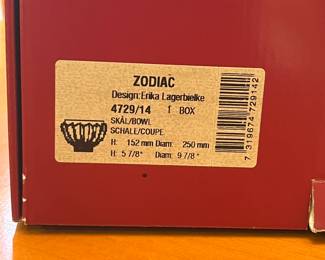 ZODIAC
Design:Erika Lagerbielke
4729/14 1 BOX
SKÅL/BOWL
SCHALE/COUPE
H: 152 mm Diam: 250 mm
H: 5 7/8" Diam: 9 7/8"
7 319674 729142